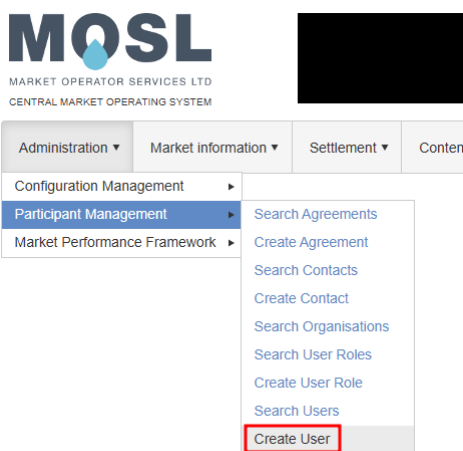 MOSL
MARKET OPERATOR SERVICES LTD
CENTRAL MARKET OPERATING SYSTEM
Administration ▾ Market information ▾ Settlement ▾ Conten
Configuration Management ▸
Participant Management ▸
Market Performance Framework ▸
Search Agreements
Create Agreement
Search Contacts
Create Contact
Search Organisations
Search User Roles
Create User Role
Search Users
Create User